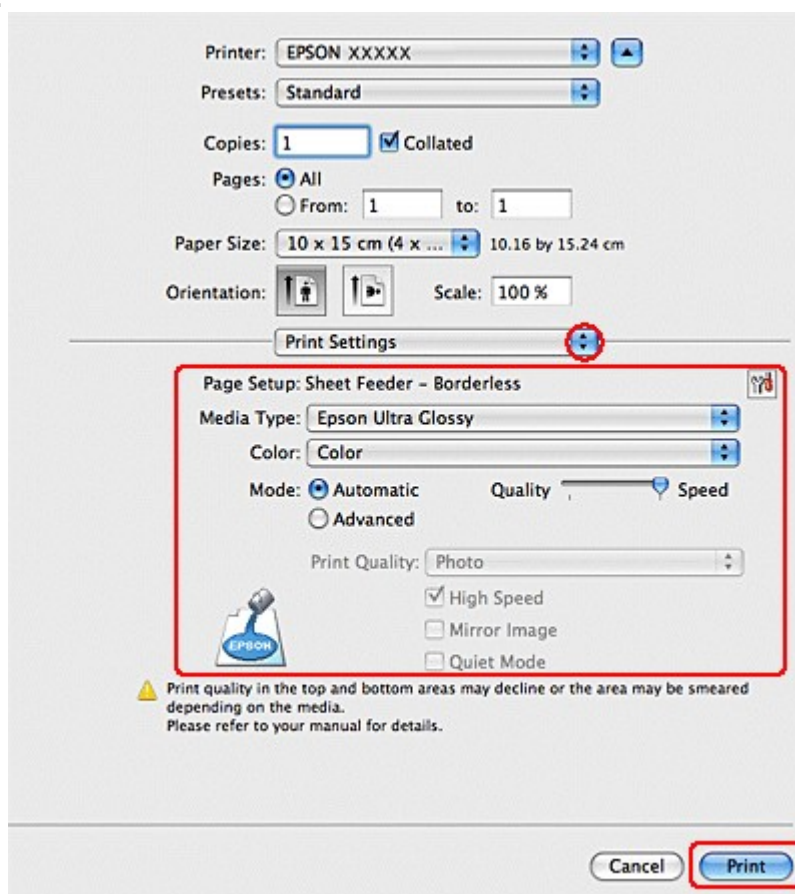 Printer: EPSON XXXXX
Presets: Standard
Copies: 1 Collated
Pages: All
From: 1 to: 1
Paper Size: 10 x 15 cm (4 x ... 10.16 by 15.24 cm
Orientation: Scale: 100 %
Print Settings
Page Setup: Sheet Feeder – Borderless
Media Type: Epson Ultra Glossy
Color: Color
Mode: Automatic Quality Speed
Advanced
Print Quality: Photo
High Speed
Mirror Image
EPSON
Quiet Mode
Print quality in the top and bottom areas may decline or the area may be smeared
depending on the media.
Please refer to your manual for details.
Cancel Print